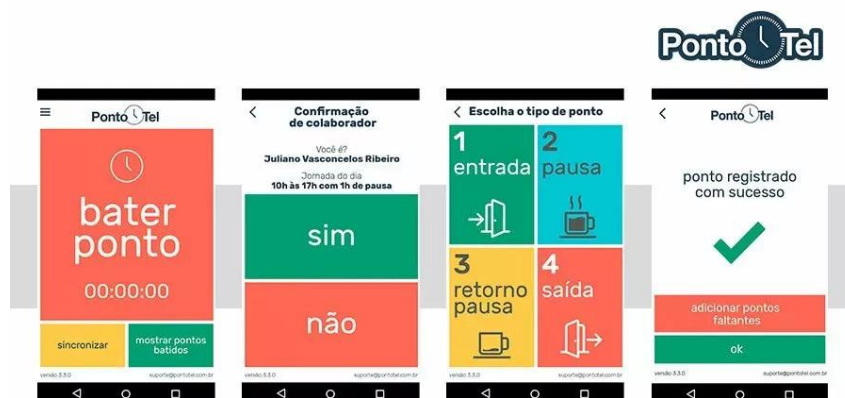 Ponto Tel
Ponto Tel
bater
ponto
00:00:00
sincronizar
mostrar pontos
batidos
versão 3.3.0
suporte@pontotel.com.br
Confirmação
de colaborador
Você é?
Juliano Vasconcelos Ribeiro
Jornada do dia
10h às 17h com 1h de pausa
sim
não
versão 3.3.0
suporte@pontotel.com.br
Escolha o tipo de ponto
1
entrada
2
pausa
3
retorno
pausa
4
saída
versão 3.3.0
suporte@pontotel.com.br
Ponto Tel
ponto registrado
com sucesso
adicionar pontos
faltantes
ok
versão 3.3.0
suporte@pontotel.com.br